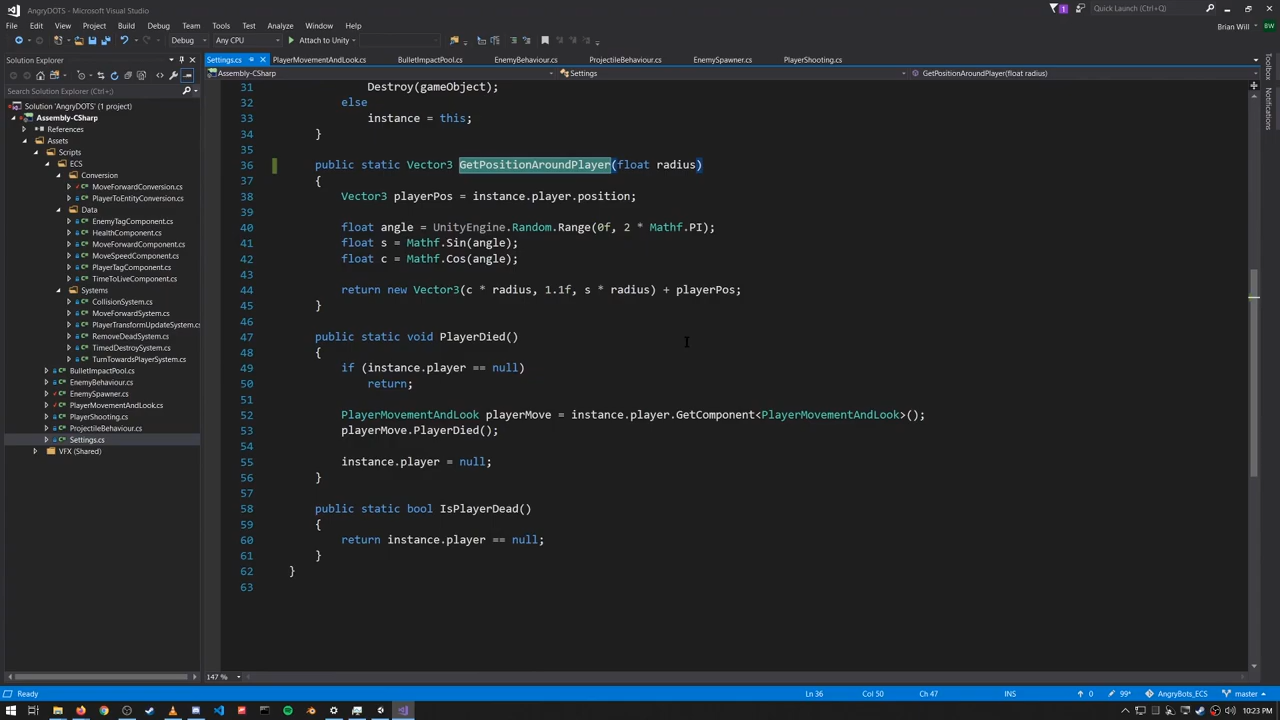 AngryDOTS - Microsoft Visual Studio
1
Quick Launch (Ctrl+Q)
File Edit View Project Build Debug Team Tools Test Analyze Window Help
Brian Will
BW
Debug Any CPU Attach to Unity
Solution Explorer
Search Solution Explorer (Ctrl+;)
Solution 'AngryDOTS' (1 project)
Assembly-CSharp
References
Assets
Scripts
ECS
Conversion
MoveForwardConversion.cs
PlayerToEntityConversion.cs
Data
EnemyTagComponent.cs
HealthComponent.cs
MoveForwardComponent.cs
MoveSpeedComponent.cs
PlayerTagComponent.cs
TimeToLiveComponent.cs
Systems
CollisionSystem.cs
MoveForwardSystem.cs
PlayerTransformUpdateSystem.cs
RemoveDeadSystem.cs
TimedDestroySystem.cs
TurnTowardsPlayerSystem.cs
BulletImpactPool.cs
EnemyBehaviour.cs
EnemySpawner.cs
PlayerMovementAndLook.cs
PlayerShooting.cs
ProjectileBehaviour.cs
Settings.cs
VFX (Shared)
Settings.cs PlayerMovementAndLook.cs BulletImpactPool.cs EnemyBehaviour.cs ProjectileBehaviour.cs EnemySpawner.cs PlayerShooting.cs
Assembly-CSharp Settings GetPositionAroundPlayer(float radius)
31 Destroy(gameObject);
32 else
33 instance = this;
34 }
35
36 public static Vector3 GetPositionAroundPlayer(float radius)
37 {
38 Vector3 playerPos = instance.player.position;
39
40 float angle = UnityEngine.Random.Range(0f, 2 * Mathf.PI);
41 float s = Mathf.Sin(angle);
42 float c = Mathf.Cos(angle);
43
44 return new Vector3(c * radius, 1.1f, s * radius) + playerPos;
45 }
46
47 public static void PlayerDied()
48 {
49 if (instance.player == null)
50 return;
51
52 PlayerMovementAndLook playerMove = instance.player.GetComponent<PlayerMovementAndLook>();
53 playerMove.PlayerDied();
54
55 instance.player = null;
56 }
57
58 public static bool IsPlayerDead()
59 {
60 return instance.player == null;
61 }
62 }
63
Toolbox
Notifications
147 %
Ready Ln 36 Col 50 Ch 47 INS 0 99* AngryBots_ECS master
10:23 PM